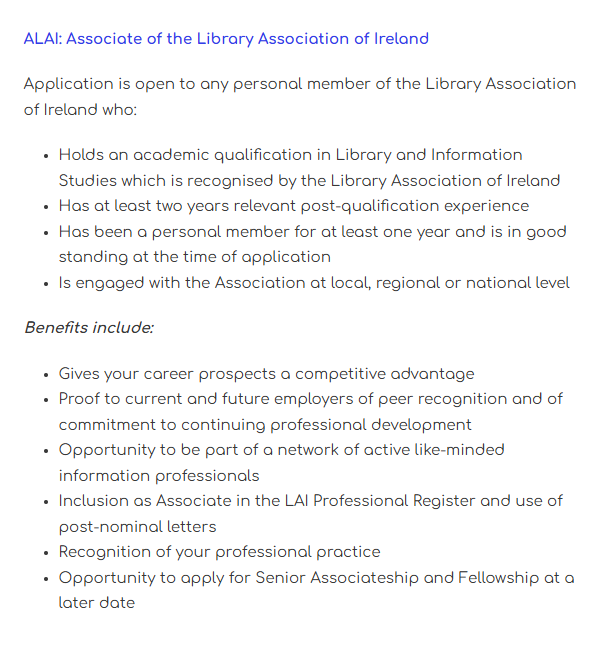 ALAI: Associate of the Library Association of Ireland
Application is open to any personal member of the Library Association
of Ireland who:
• Holds an academic qualification in Library and Information
Studies which is recognised by the Library Association of Ireland
• Has at least two years relevant post-qualification experience
• Has been a personal member for at least one year and is in good
standing at the time of application
• Is engaged with the Association at local, regional or national level
Benefits include:
• Gives your career prospects a competitive advantage
• Proof to current and future employers of peer recognition and of
commitment to continuing professional development
• Opportunity to be part of a network of active like-minded
information professionals
• Inclusion as Associate in the LAI Professional Register and use of
post-nominal letters
• Recognition of your professional practice
• Opportunity to apply for Senior Associateship and Fellowship at a
later date